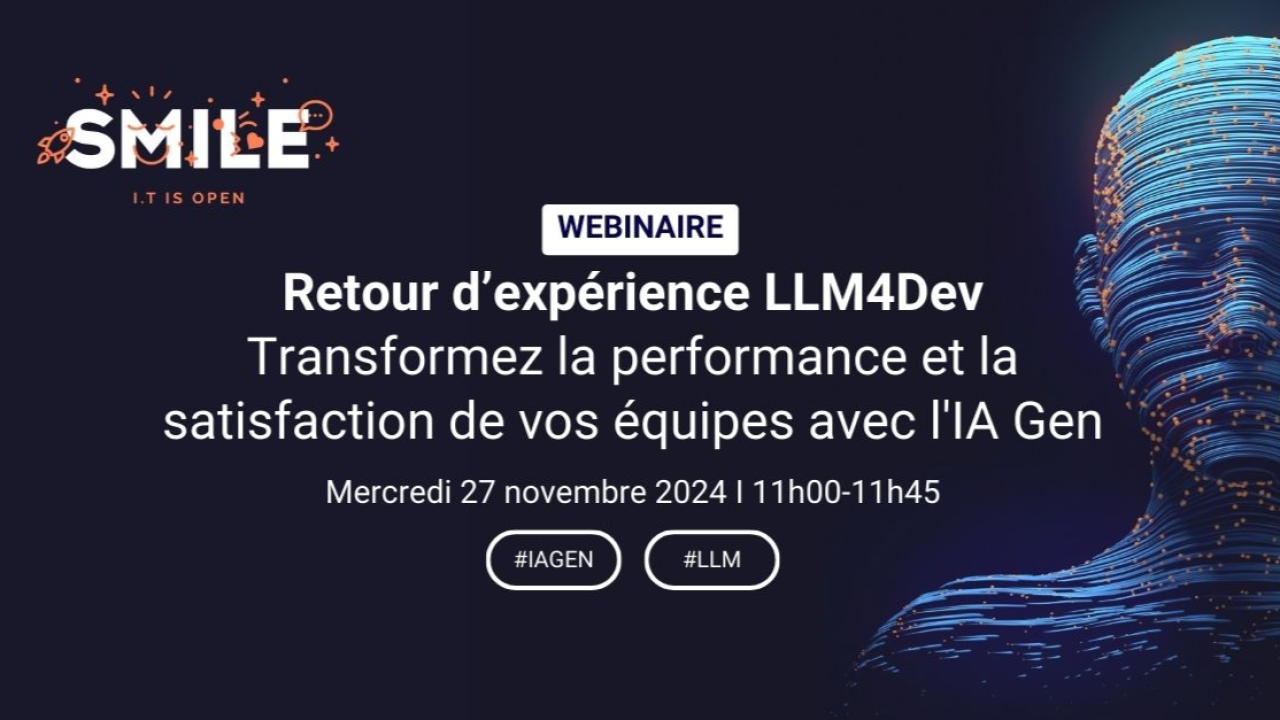 SMILE
I.T IS OPEN
WEBINAIRE
Retour d’expérience LLM4Dev
Transformez la performance et la
satisfaction de vos équipes avec l'IA Gen
Mercredi 27 novembre 2024 I 11h00-11h45
#IAGEN
#LLM